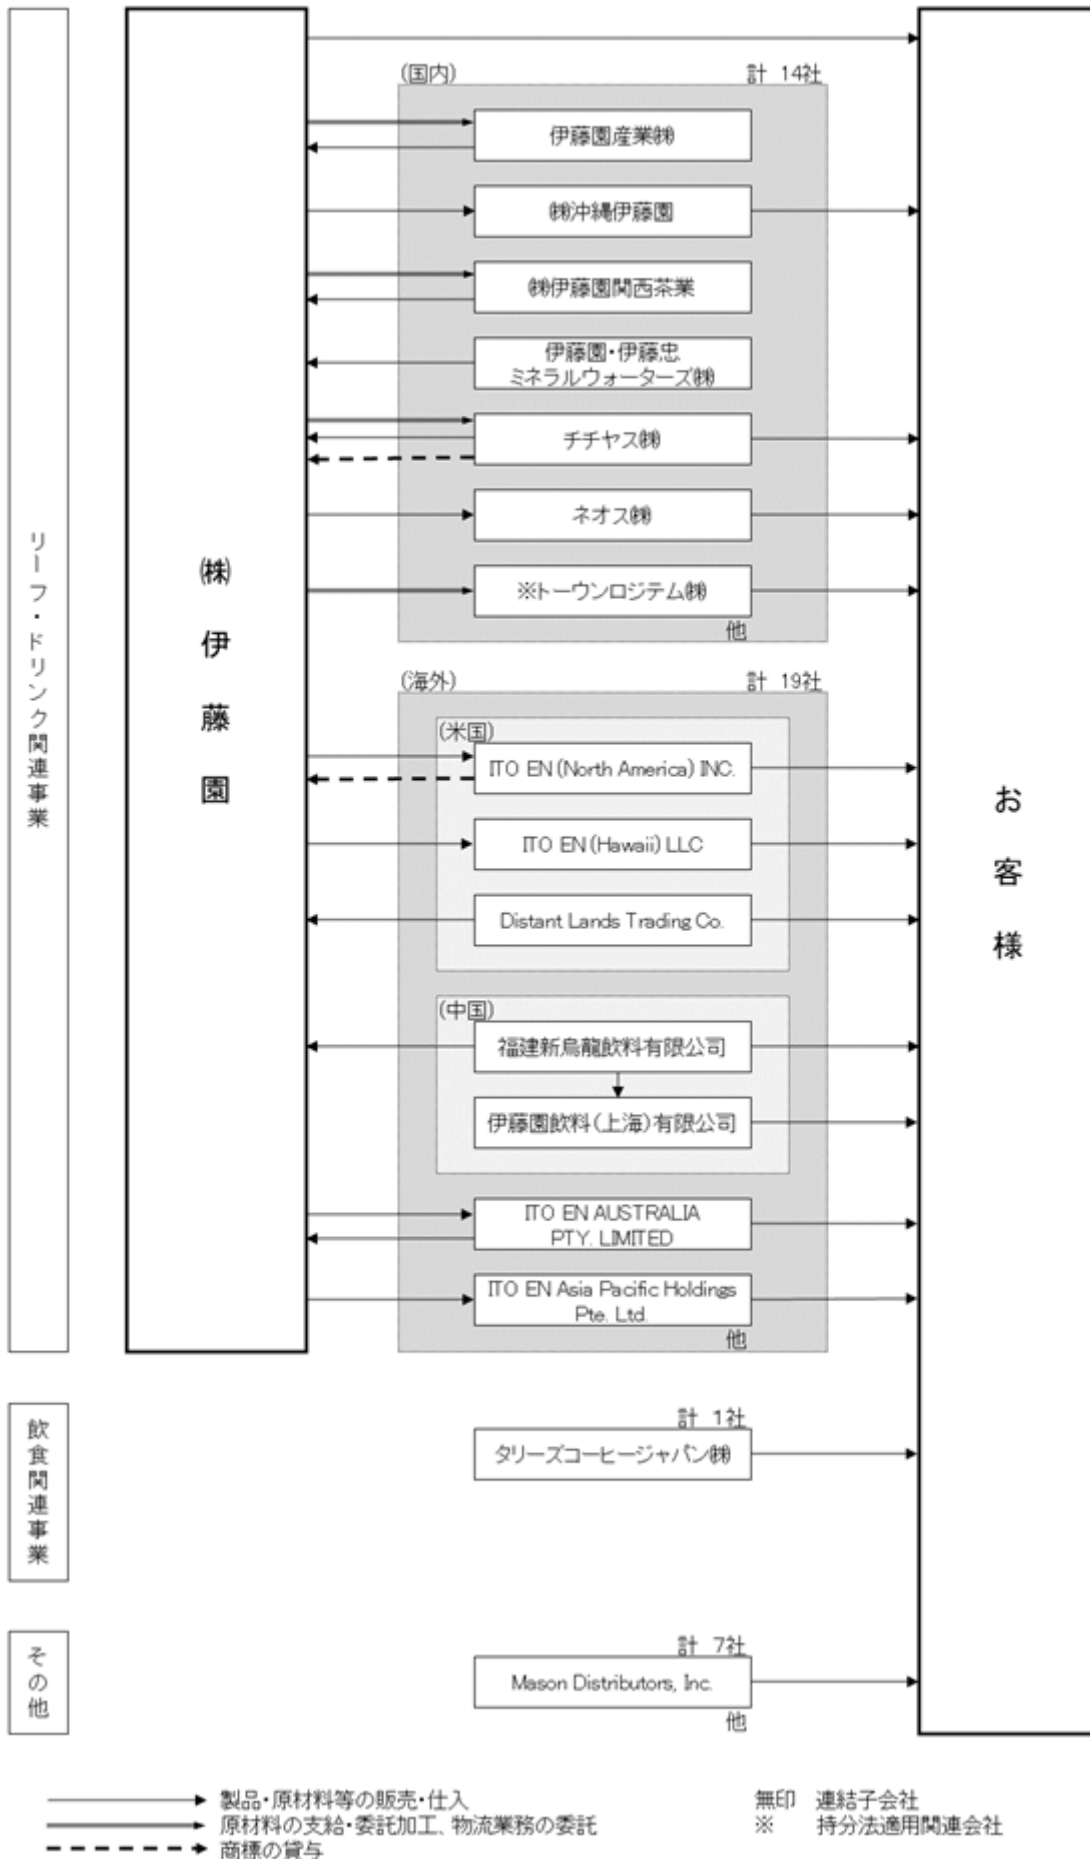 リーフ・ドリンク関連事業
㈱伊藤園
お客様
(国内)
計 14社
伊藤園産業㈱
㈱沖縄伊藤園
㈱伊藤園関西茶業
伊藤園・伊藤忠
ミネラルウォーターズ㈱
チチヤス㈱
ネオス㈱
※トーウンロジテム㈱
他
(海外)
計 19社
(米国)
ITO EN (North America) INC.
ITO EN (Hawaii) LLC
Distant Lands Trading Co.
(中国)
福建新烏龍飲料有限公司
伊藤園飲料(上海)有限公司
ITO EN AUSTRALIA
PTY. LIMITED
ITO EN Asia Pacific Holdings
Pte. Ltd.
他
飲食関連事業
計 1社
タリーズコーヒージャパン㈱
その他
計 7社
Mason Distributors, Inc.
他
製品・原材料等の販売・仕入
原材料の支給・委託加工、物流業務の委託
商標の貸与
無印 連結子会社
※ 持分法適用関連会社